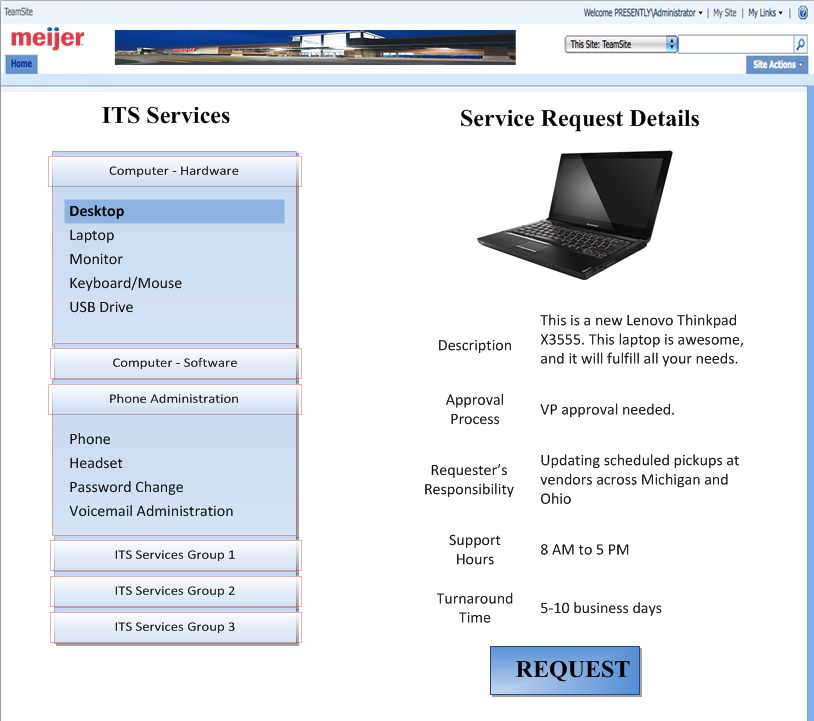 TeamSite
Welcome PRESENTLY\Administrator | My Site | My Links
meijer
meijer
This Site: TeamSite
Home
Site Actions
ITS Services
Computer - Hardware
Desktop
Laptop
Monitor
Keyboard/Mouse
USB Drive
Computer - Software
Phone Administration
Phone
Headset
Password Change
Voicemail Administration
ITS Services Group 1
ITS Services Group 2
ITS Services Group 3
Service Request Details
Description
This is a new Lenovo Thinkpad
X3555. This laptop is awesome,
and it will fulfill all your needs.
Approval
Process
VP approval needed.
Requester’s
Responsibility
Updating scheduled pickups at
vendors across Michigan and
Ohio
Support
Hours
8 AM to 5 PM
Turnaround
Time
5-10 business days
REQUEST